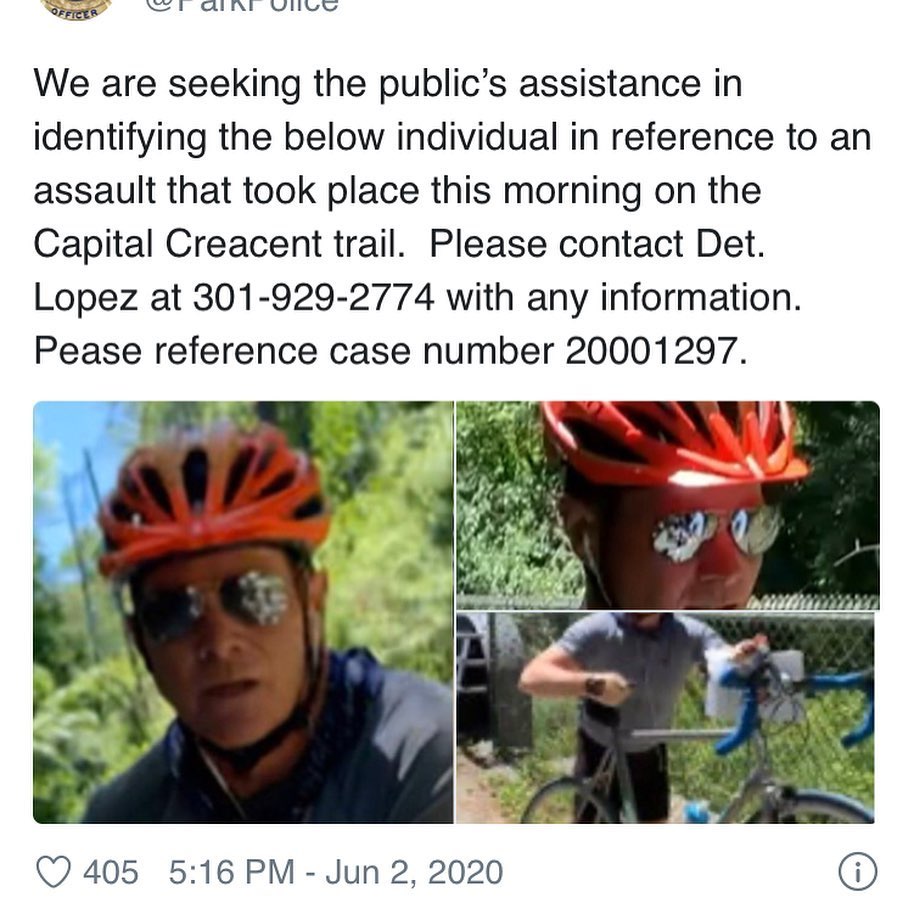 OFFICER
@ParkPolice
We are seeking the public’s assistance in
identifying the below individual in reference to an
assault that took place this morning on the
Capital Creacent trail.  Please contact Det.
Lopez at 301-929-2774 with any information.
Pease reference case number 20001297.
405 5:16 PM - Jun 2, 2020